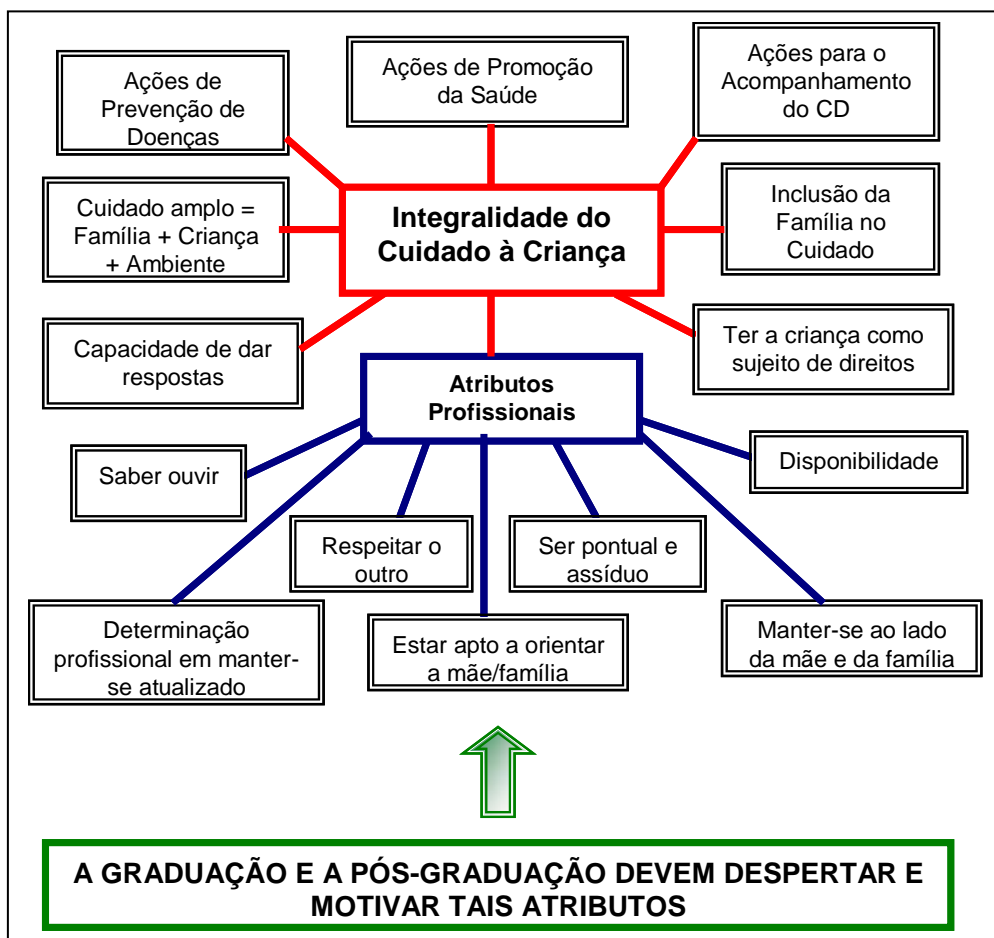 Ações de
Prevenção de
Doenças
Ações de Promoção
da Saúde
Ações para o
Acompanhamento
do CD
Cuidado amplo =
Família + Criança
+ Ambiente
Integralidade do
Cuidado à Criança
Inclusão da
Família no
Cuidado
Capacidade de dar
respostas
Ter a criança como
sujeito de direitos
Atributos
Profissionais
Saber ouvir
Disponibilidade
Respeitar o
outro
Ser pontual e
assíduo
Determinação
profissional em manter-
se atualizado
Estar apto a orientar
a mãe/família
Manter-se ao lado
da mãe e da família
A GRADUAÇÃO E A PÓS-GRADUAÇÃO DEVEM DESPERTAR E
MOTIVAR TAIS ATRIBUTOS